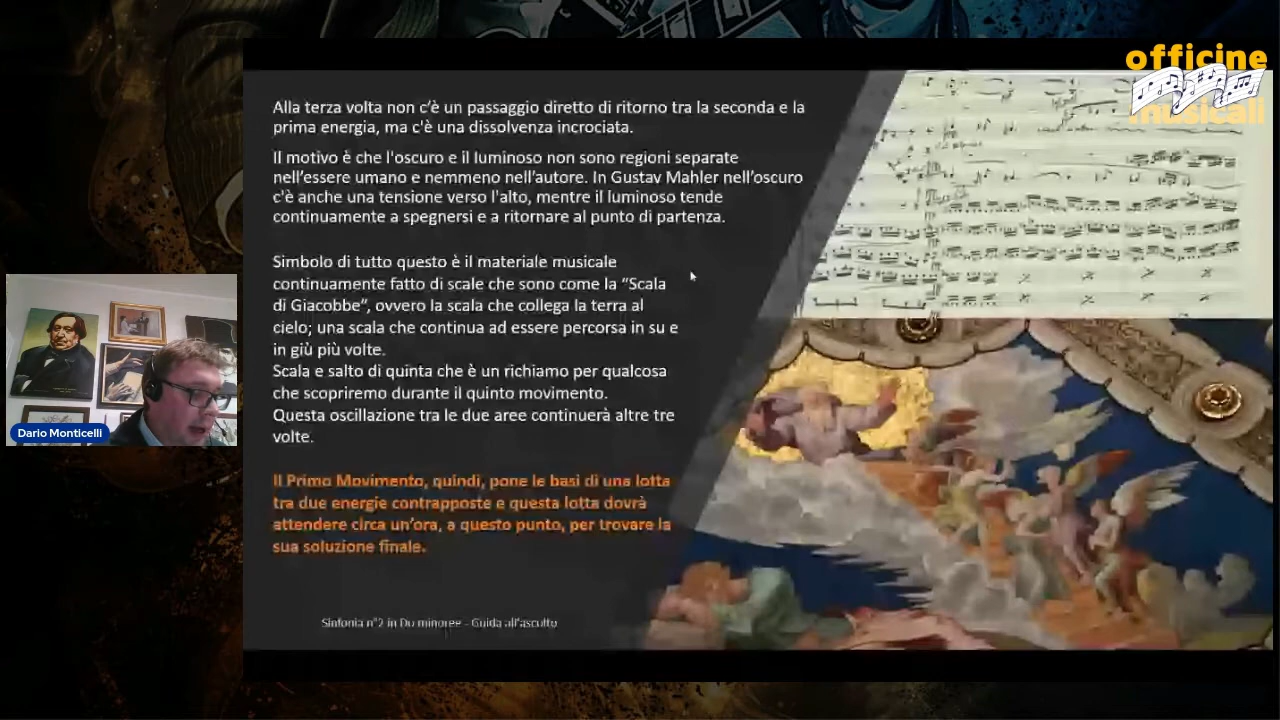 officine
musicali
Alla terza volta non c'è un passaggio diretto di ritorno tra la seconda e la
prima energia, ma c'è una dissolvenza incrociata.
Il motivo è che l'oscuro e il luminoso non sono regioni separate
nell'essere umano e nemmeno nell'autore. In Gustav Mahler nell'oscuro
c'è anche una tensione verso l'alto, mentre il luminoso tende
continuamente a spegnersi e a ritornare al punto di partenza.
Simbolo di tutto questo è il materiale musicale
continuamente fatto di scale che sono come la "Scala
di Giacobbe", ovvero la scala che collega la terra al
cielo; una scala che continua ad essere percorsa in su e
in giù più volte.
Scala e salto di quinta che è un richiamo per qualcosa
che scopriremo durante il quinto movimento.
Questa oscillazione tra le due aree continuerà altre tre
volte.
Il Primo Movimento, quindi, pone le basi di una lotta
tra due energie contrapposte e questa lotta dovrà
attendere circa un'ora, a questo punto, per trovare la
sua soluzione finale.
Sinfonia n°2 in Do minoree - Guida all'ascolto
Dario Monticelli